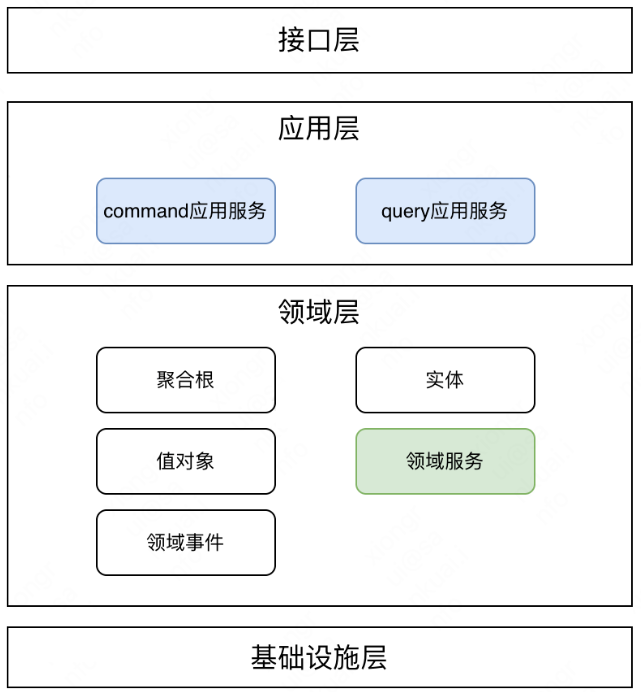 接口层
应用层
command应用服务
query应用服务
领域层
聚合根
实体
值对象
领域服务
领域事件
基础设施层